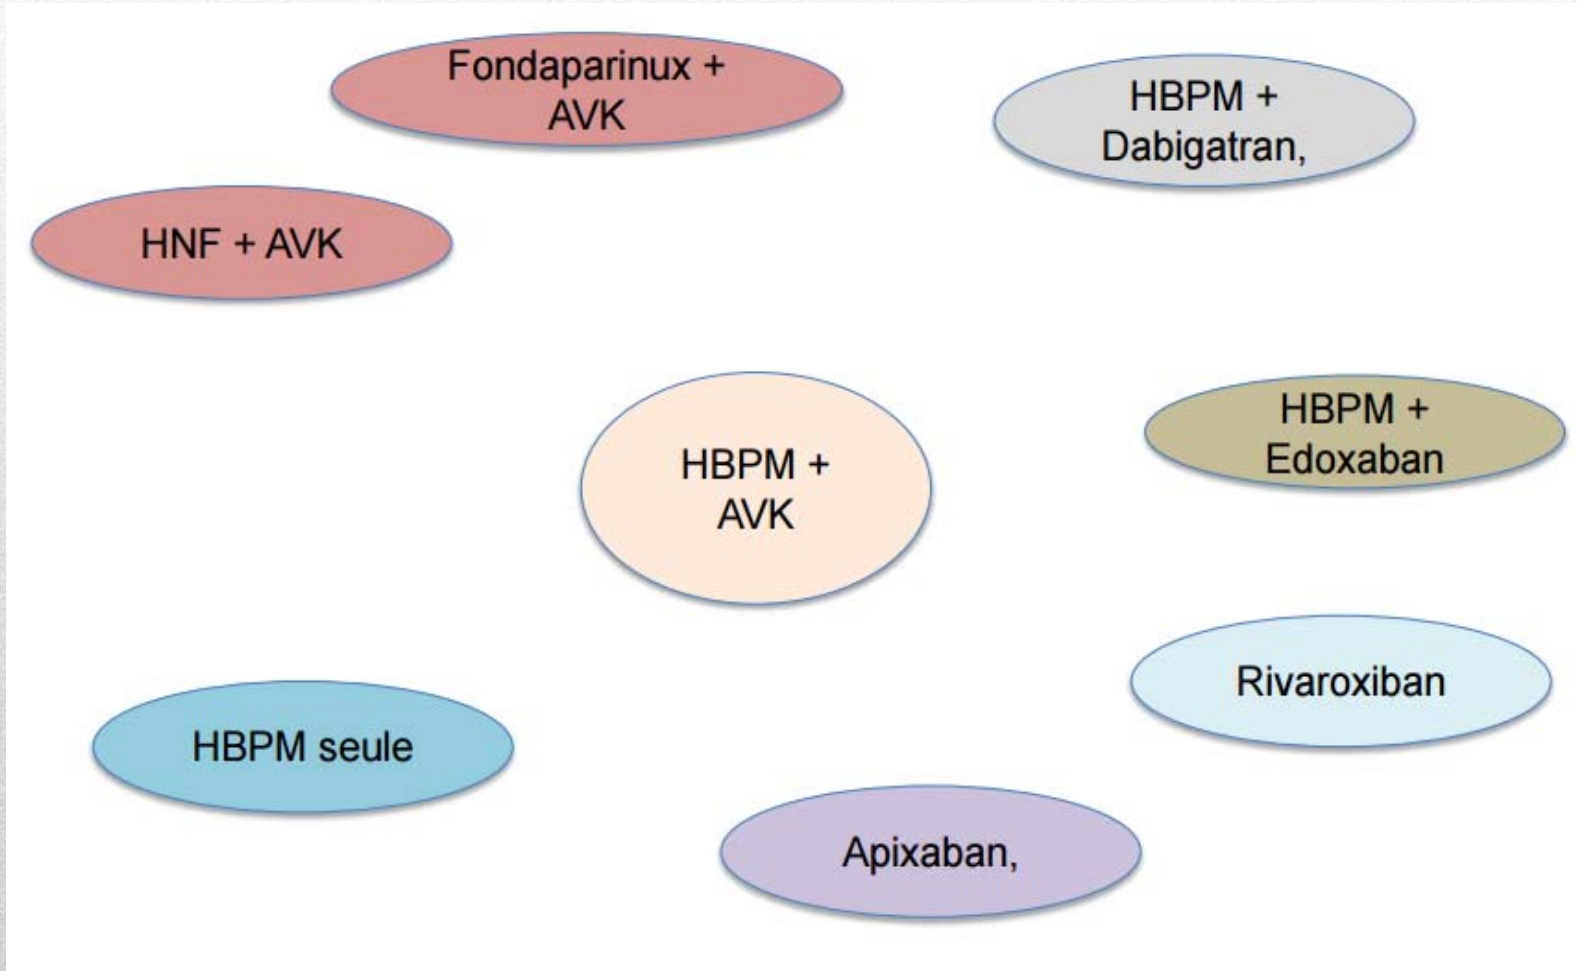 Fondaparinux +
AVK
HBPM +
Dabigatran,
HNF + AVK
HBPM +
Edoxaban
HBPM +
AVK
Rivaroxiban
HBPM seule
Apixaban,